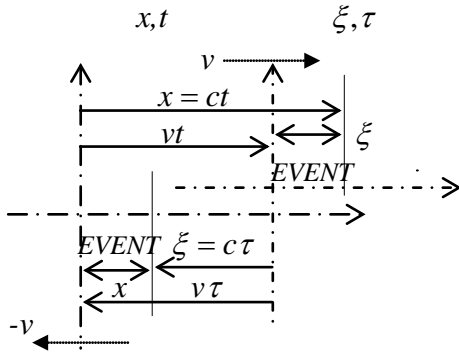 x,t ξ,τ
v
x = ct
vt ξ
EVENT
EVENT ξ = cτ
x vτ
-v